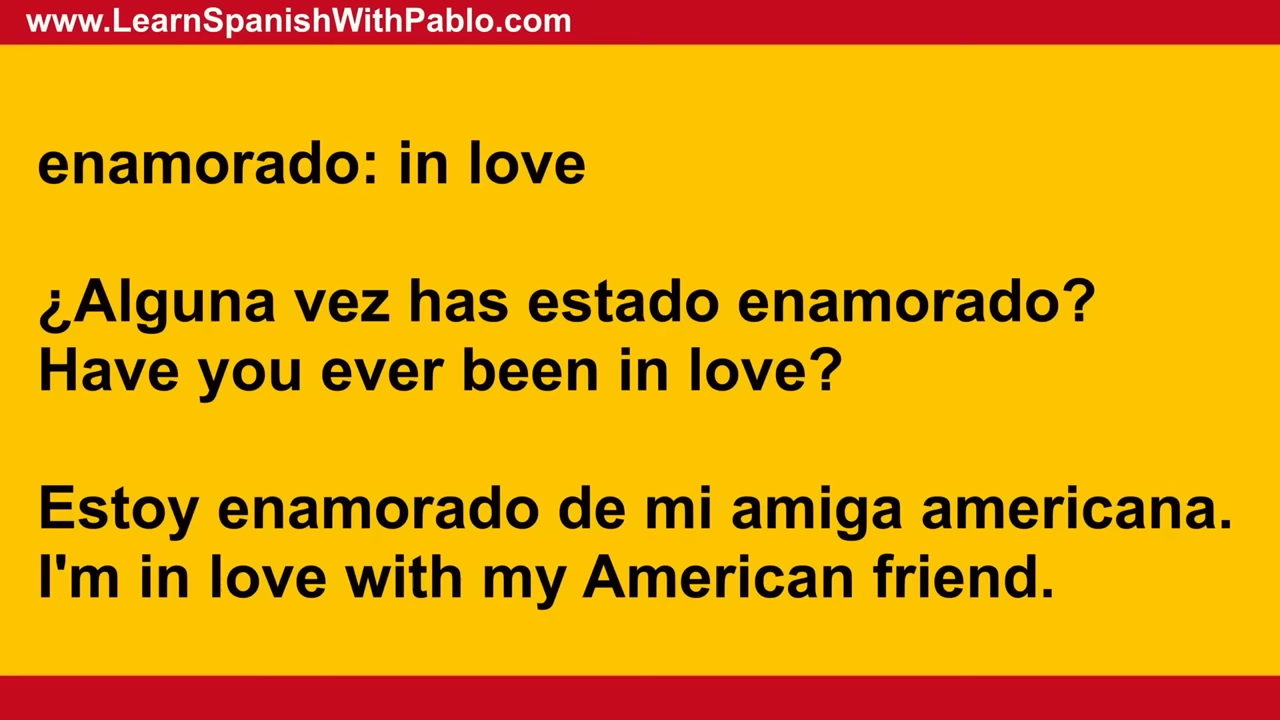 www.LearnSpanishWithPablo.com
enamorado: in love
¿Alguna vez has estado enamorado?
Have you ever been in love?
Estoy enamorado de mi amiga americana.
I'm in love with my American friend.